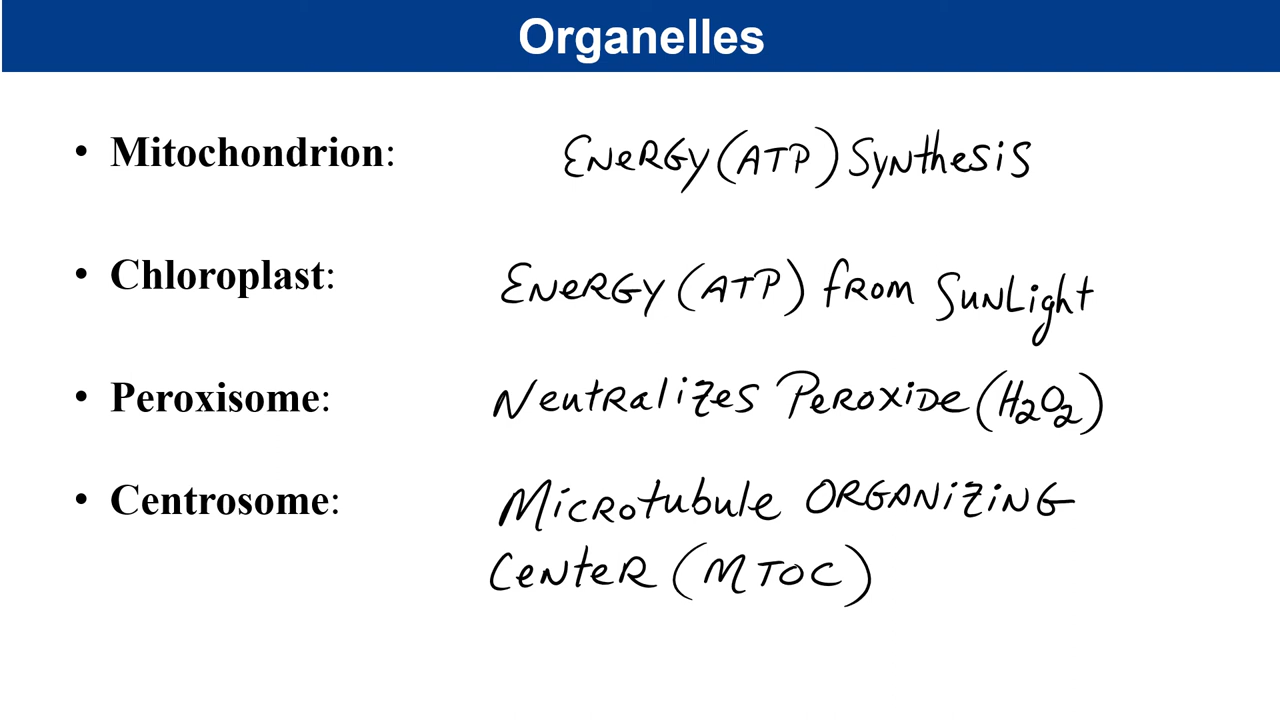 Organelles
• Mitochondrion: Energy (ATP) Synthesis
• Chloroplast: Energy (ATP) from Sunlight
• Peroxisome: Neutralizes Peroxide (H₂O₂)
• Centrosome: Microtubule Organizing
Center (MTOC)